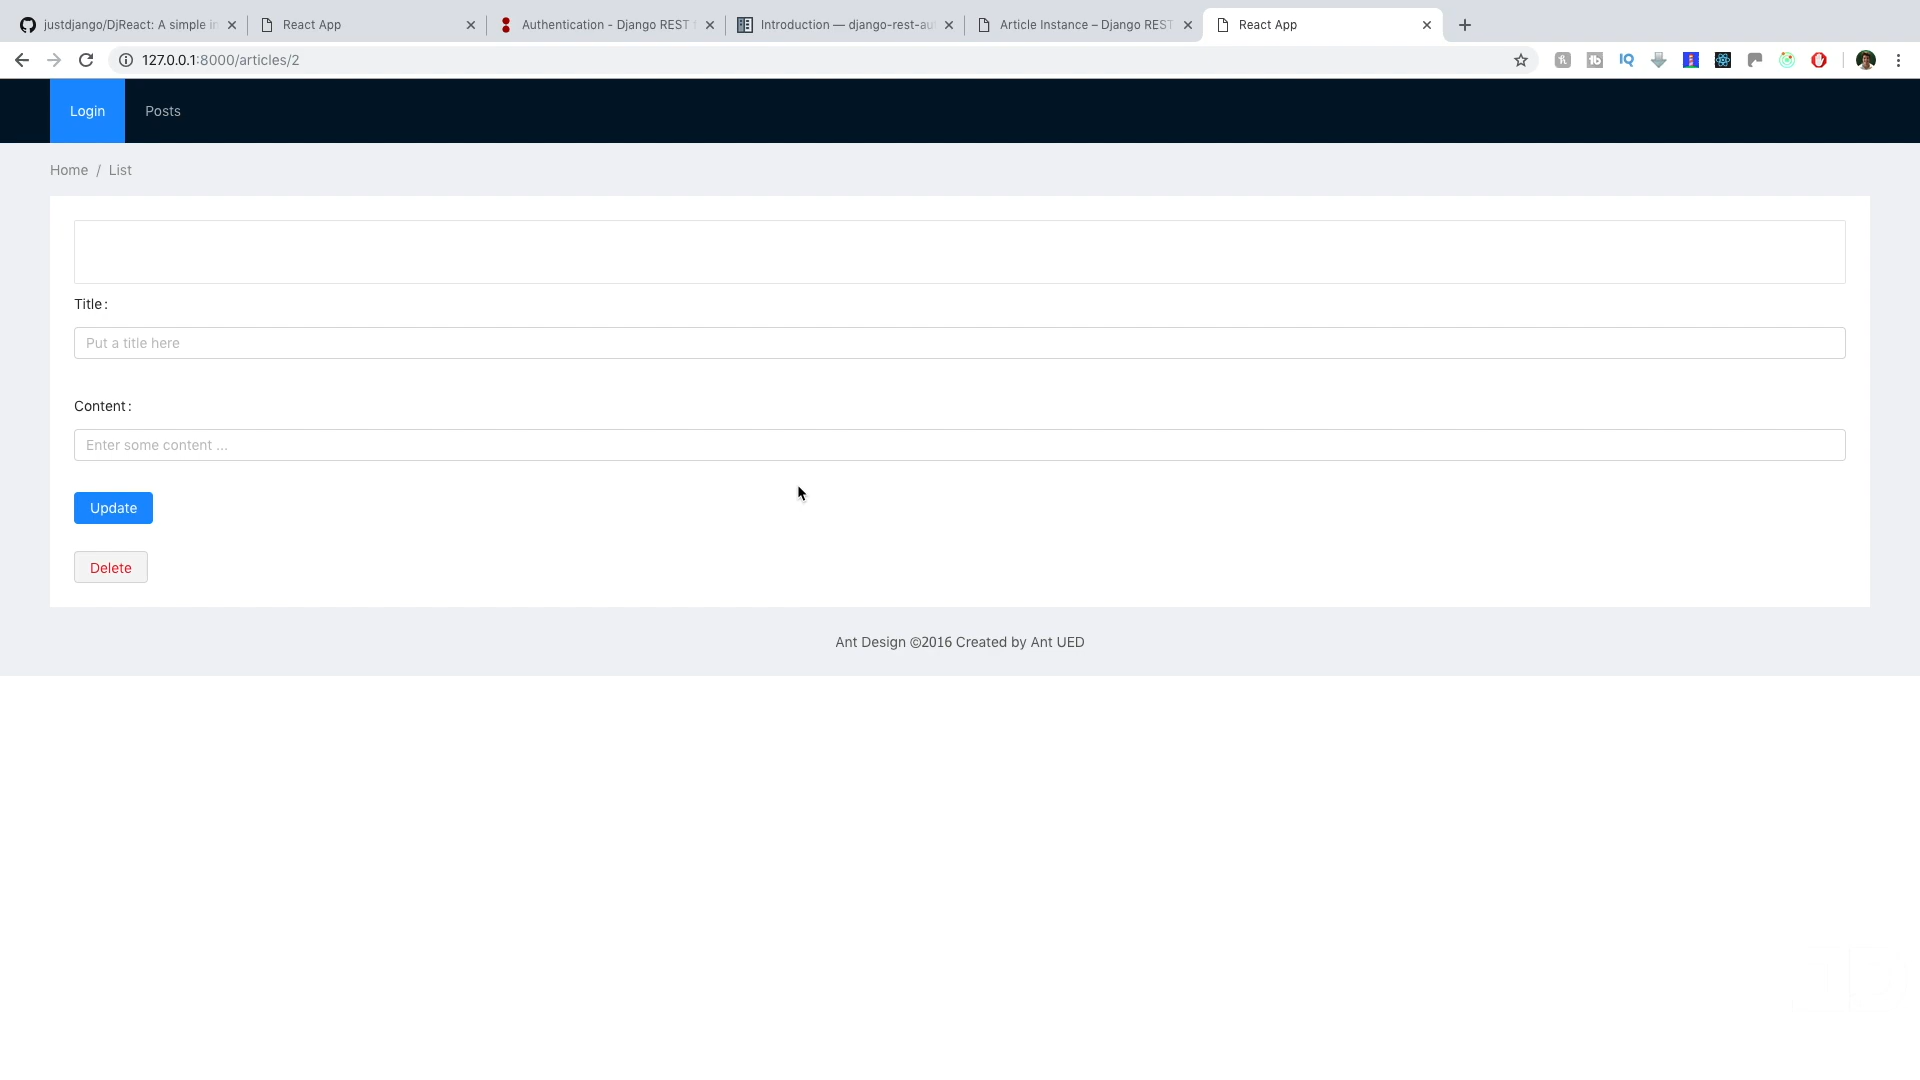 justdjango/DjReact: A simple in
React App
Authentication - Django REST f
Introduction — django-rest-au
Article Instance – Django REST
React App
127.0.0.1:8000/articles/2
Login
Posts
Home / List
Title :
Put a title here
Content :
Enter some content ...
Update
Delete
Ant Design ©2016 Created by Ant UED